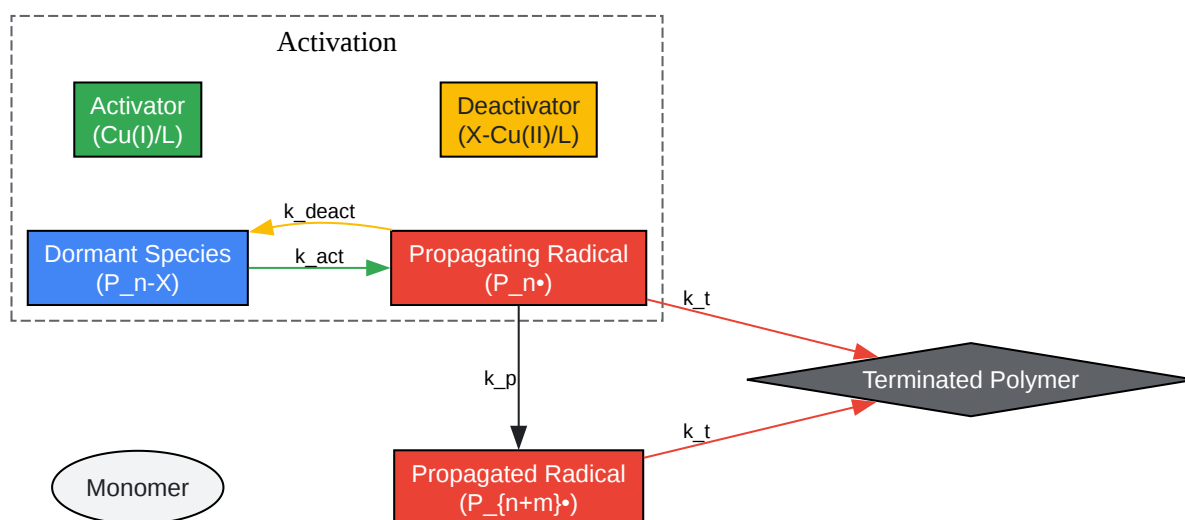 Activation
Activator
(Cu(I)/L)
Deactivator
(X-Cu(II)/L)
k_deact
k_act
Dormant Species
(P_n-X)
Propagating Radical
(P_n•)
k_t
k_p
Terminated Polymer
k_t
Monomer
Propagated Radical
(P_{n+m}•)